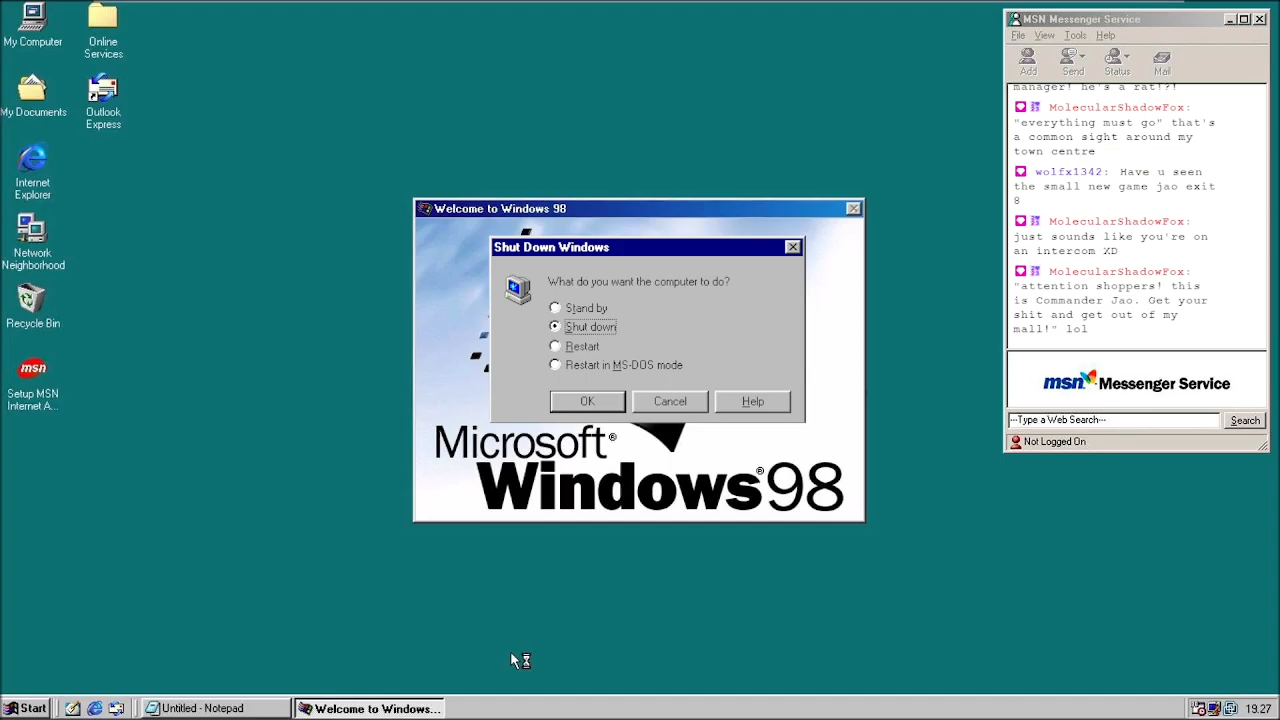 My Computer
Online
Services
My Documents
Outlook
Express
Internet
Explorer
Network
Neighborhood
Recycle Bin
msn
Setup MSN
Internet A...
Welcome to Windows 98
Shut Down Windows
What do you want the computer to do?
Stand by
Shut down
Restart
Restart in MS-DOS mode
OK
Cancel
Help
Microsoft®
Windows®98
MSN Messenger Service
File View Tools Help
Add Send Status Mail
manager! he's a rat!?!
MolecularShadowFox:
"everything must go" that's
a common sight around my
town centre
wolfx1342: Have u seen
the small new game jao exit
8
MolecularShadowFox:
just sounds like you're on
an intercom XD
MolecularShadowFox:
"attention shoppers! this
is Commander Jao. Get your
shit and get out of my
mall!" lol
msn Messenger Service
---Type a Web Search---
Search
Not Logged On
Start
Untitled - Notepad
Welcome to Windows...
19.27